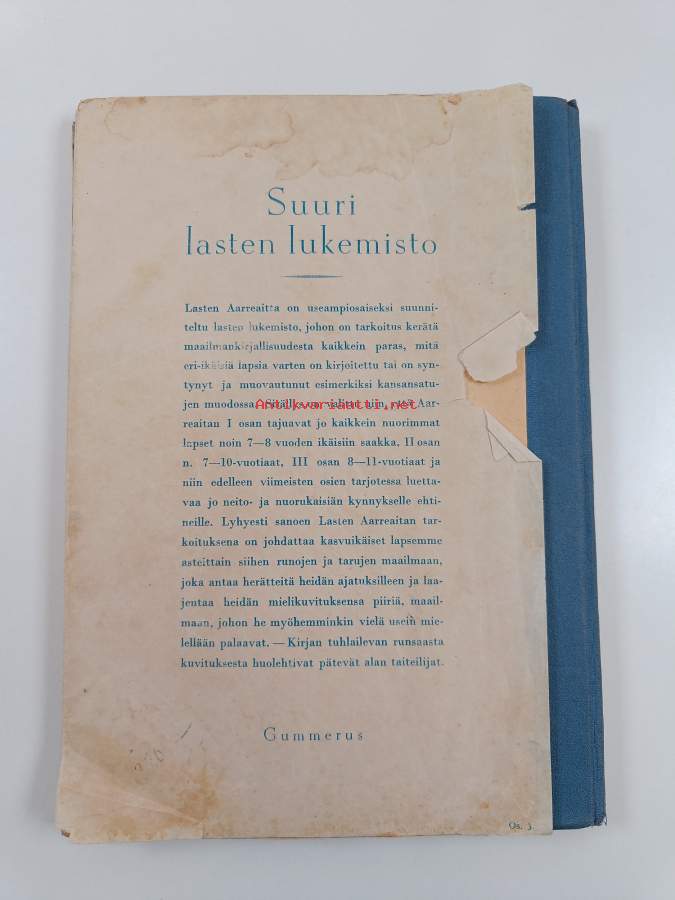 Suuri
lasten lukemisto
Lasten Aarreaitta on useampiosaiseksi suunni-
teltu lasten lukemisto, johon on tarkoitus kerätä
maailmankirjallisuudesta kaikkein paras, mitä
eri-ikäisiä lapsia varten on kirjoitettu tai on syn-
tynyt ja muovautunut esimerkiksi kansansatu-
jen muodossa. on valittu niin, että Aar-
Antikvariaatti.net
reaitan I osan tajuavat jo kaikkein nuorimmat
lapset noin 7—8 vuoden ikäisiin saakka, II osan
n. 7—10-vuotiaat, III osan 8—11-vuotiaat ja
niin edelleen viimeisten osien tarjotessa luetta-
vaa jo neito- ja nuorukaisiän kynnykselle ehti-
neille. Lyhyesti sanoen Lasten Aarreaitan tar-
koituksena on johdattaa kasvuikäiset lapsemme
asteittain siihen runojen ja tarujen maailmaan,
joka antaa herätteitä heidän ajatuksilleen ja laa-
jentaa heidän mielikuvituksensa piiriä, maail-
maan, johon he myöhemminkin vielä usein mie-
lellään palaavat. — Kirjan tuhlailevan runsaasta
kuvituksesta huolehtivat pätevät alan taiteilijat.
Gummerus
Os. 3